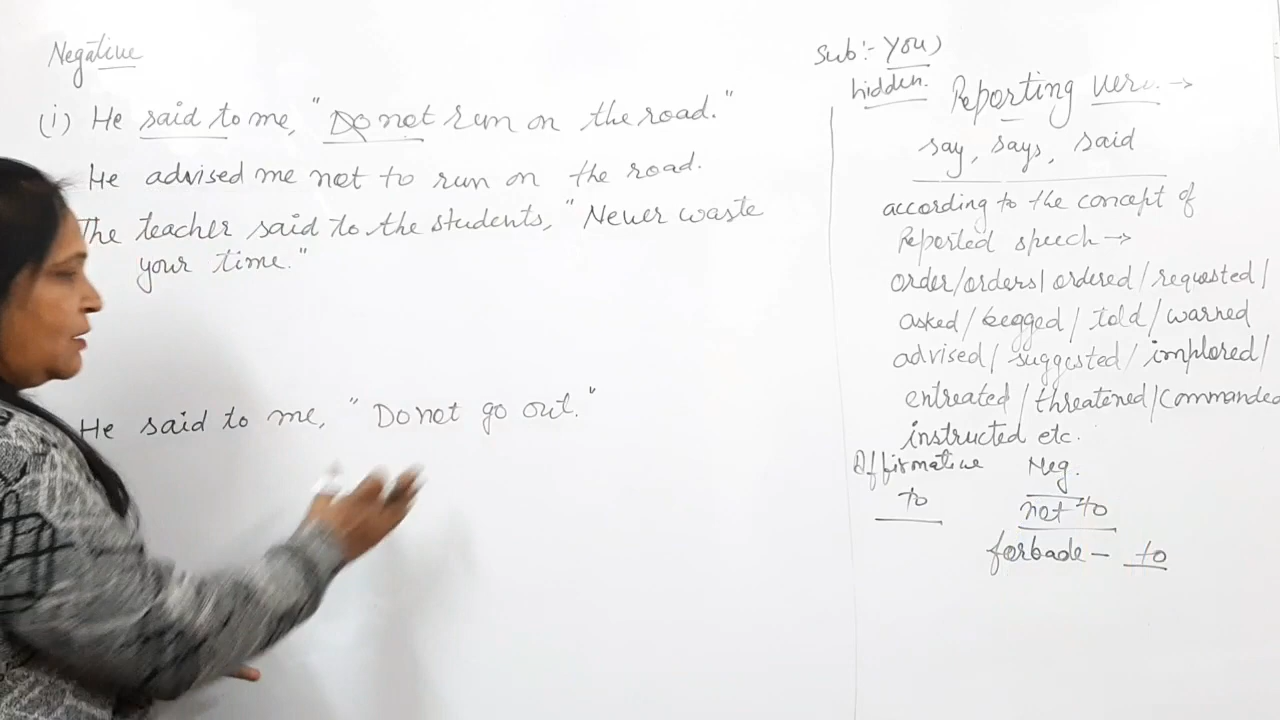 Negative
(i) He said to me, "Do not run on the road."
He advised me not to run on the road.
The teacher said to the students, "Never waste
your time."
He said to me, "Do not go out."
Sub:- You)
hidden.
Reporting ver.. →
say, says, said
according to the concept of
Reported speech →
order/orders/ordered/requested/
asked/begged/told/warned
advised/suggested/implored/
entreated/threatened/commanded
instructed etc.
Affirmative Neg.
to not to
forbade - to